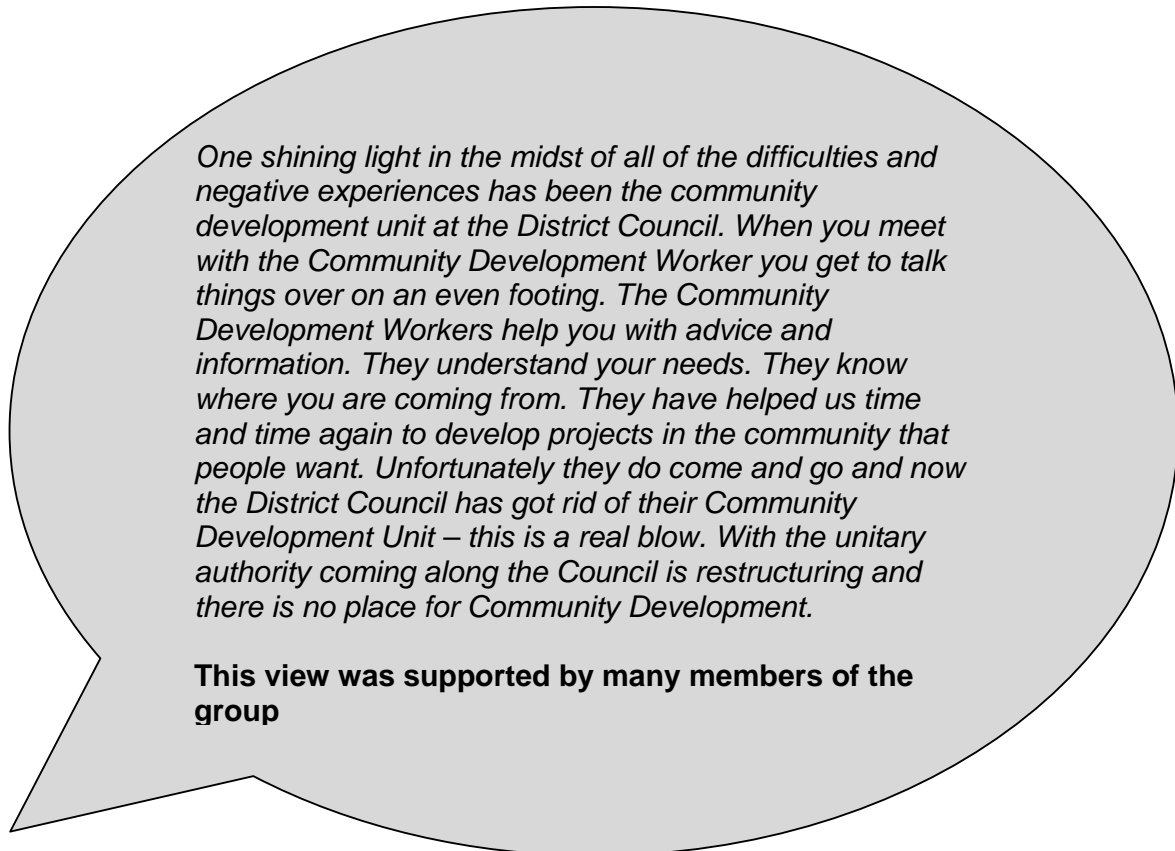 One shining light in the midst of all of the difficulties and
negative experiences has been the community
development unit at the District Council. When you meet
with the Community Development Worker you get to talk
things over on an even footing. The Community
Development Workers help you with advice and
information. They understand your needs. They know
where you are coming from. They have helped us time
and time again to develop projects in the community that
people want. Unfortunately they do come and go and now
the District Council has got rid of their Community
Development Unit – this is a real blow. With the unitary
authority coming along the Council is restructuring and
there is no place for Community Development.
This view was supported by many members of the
group